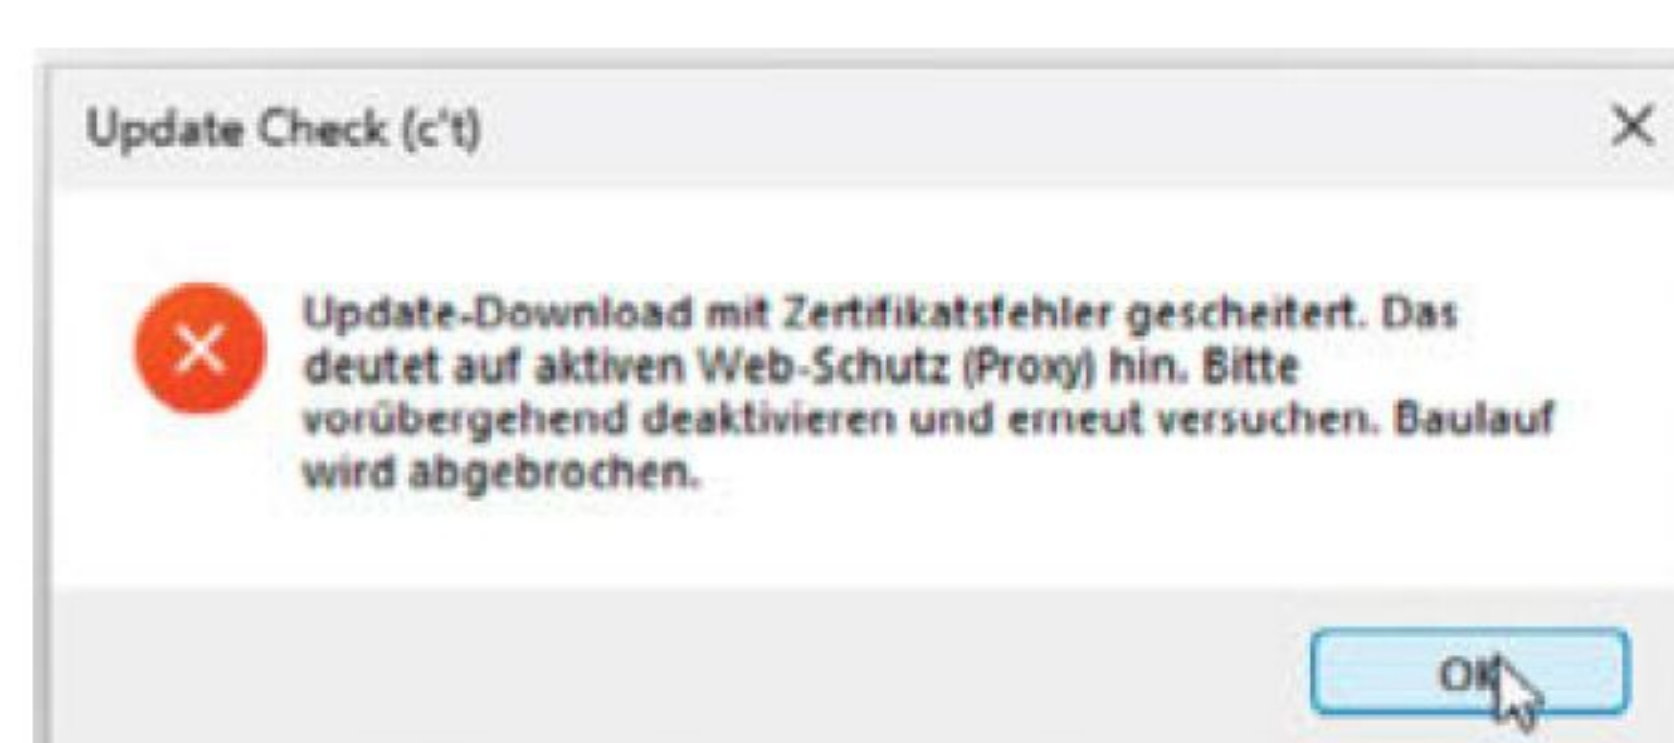 Update Check (c't)
Update-Download mit Zertifikatsfehler gescheitert. Das
deutet auf aktiven Web-Schutz (Proxy) hin. Bitte
vorübergehend deaktivieren und erneut versuchen. Baulauf
wird abgebrochen.
OK